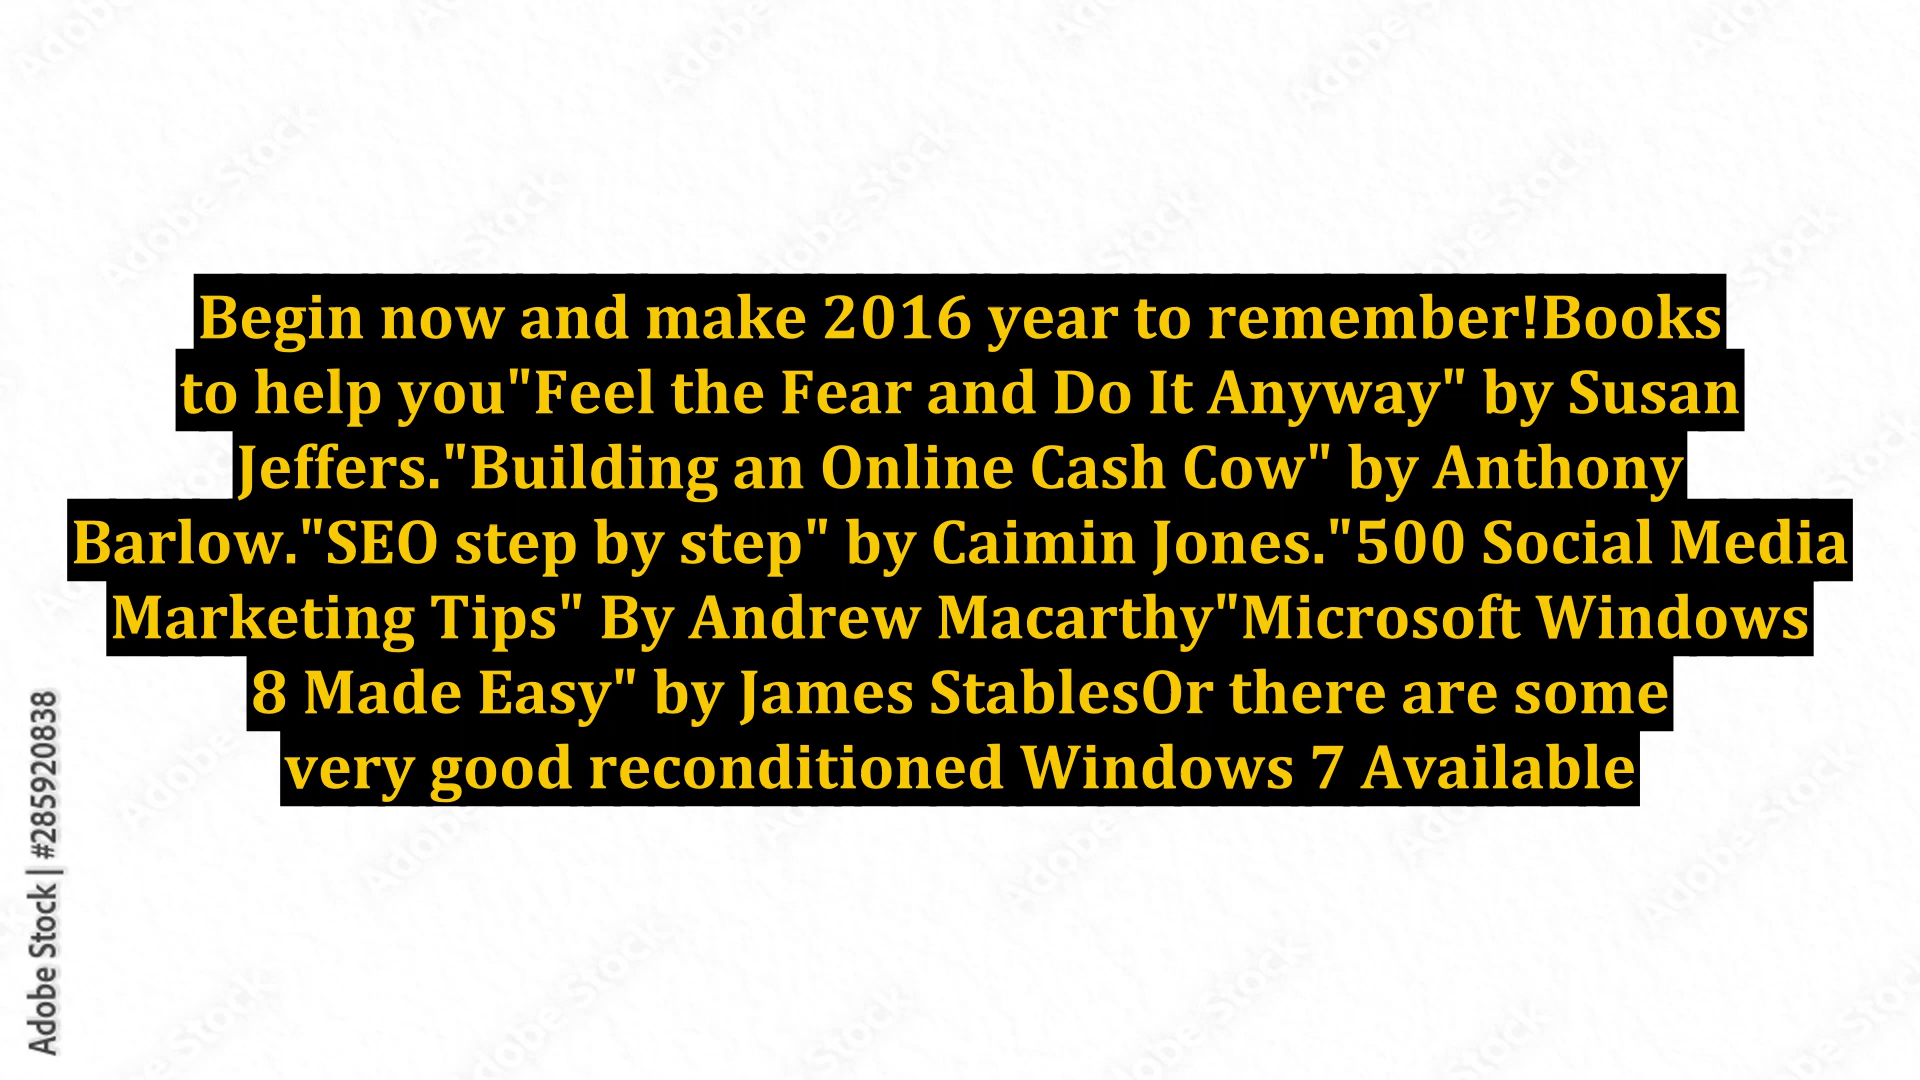 Begin now and make 2016 year to remember!Books
to help you"Feel the Fear and Do It Anyway" by Susan
Jeffers."Building an Online Cash Cow" by Anthony
Barlow."SEO step by step" by Caimin Jones."500 Social Media
Marketing Tips" By Andrew Macarthy"Microsoft Windows
8 Made Easy" by James StablesOr there are some
very good reconditioned Windows 7 Available
Adobe Stock | #285920838